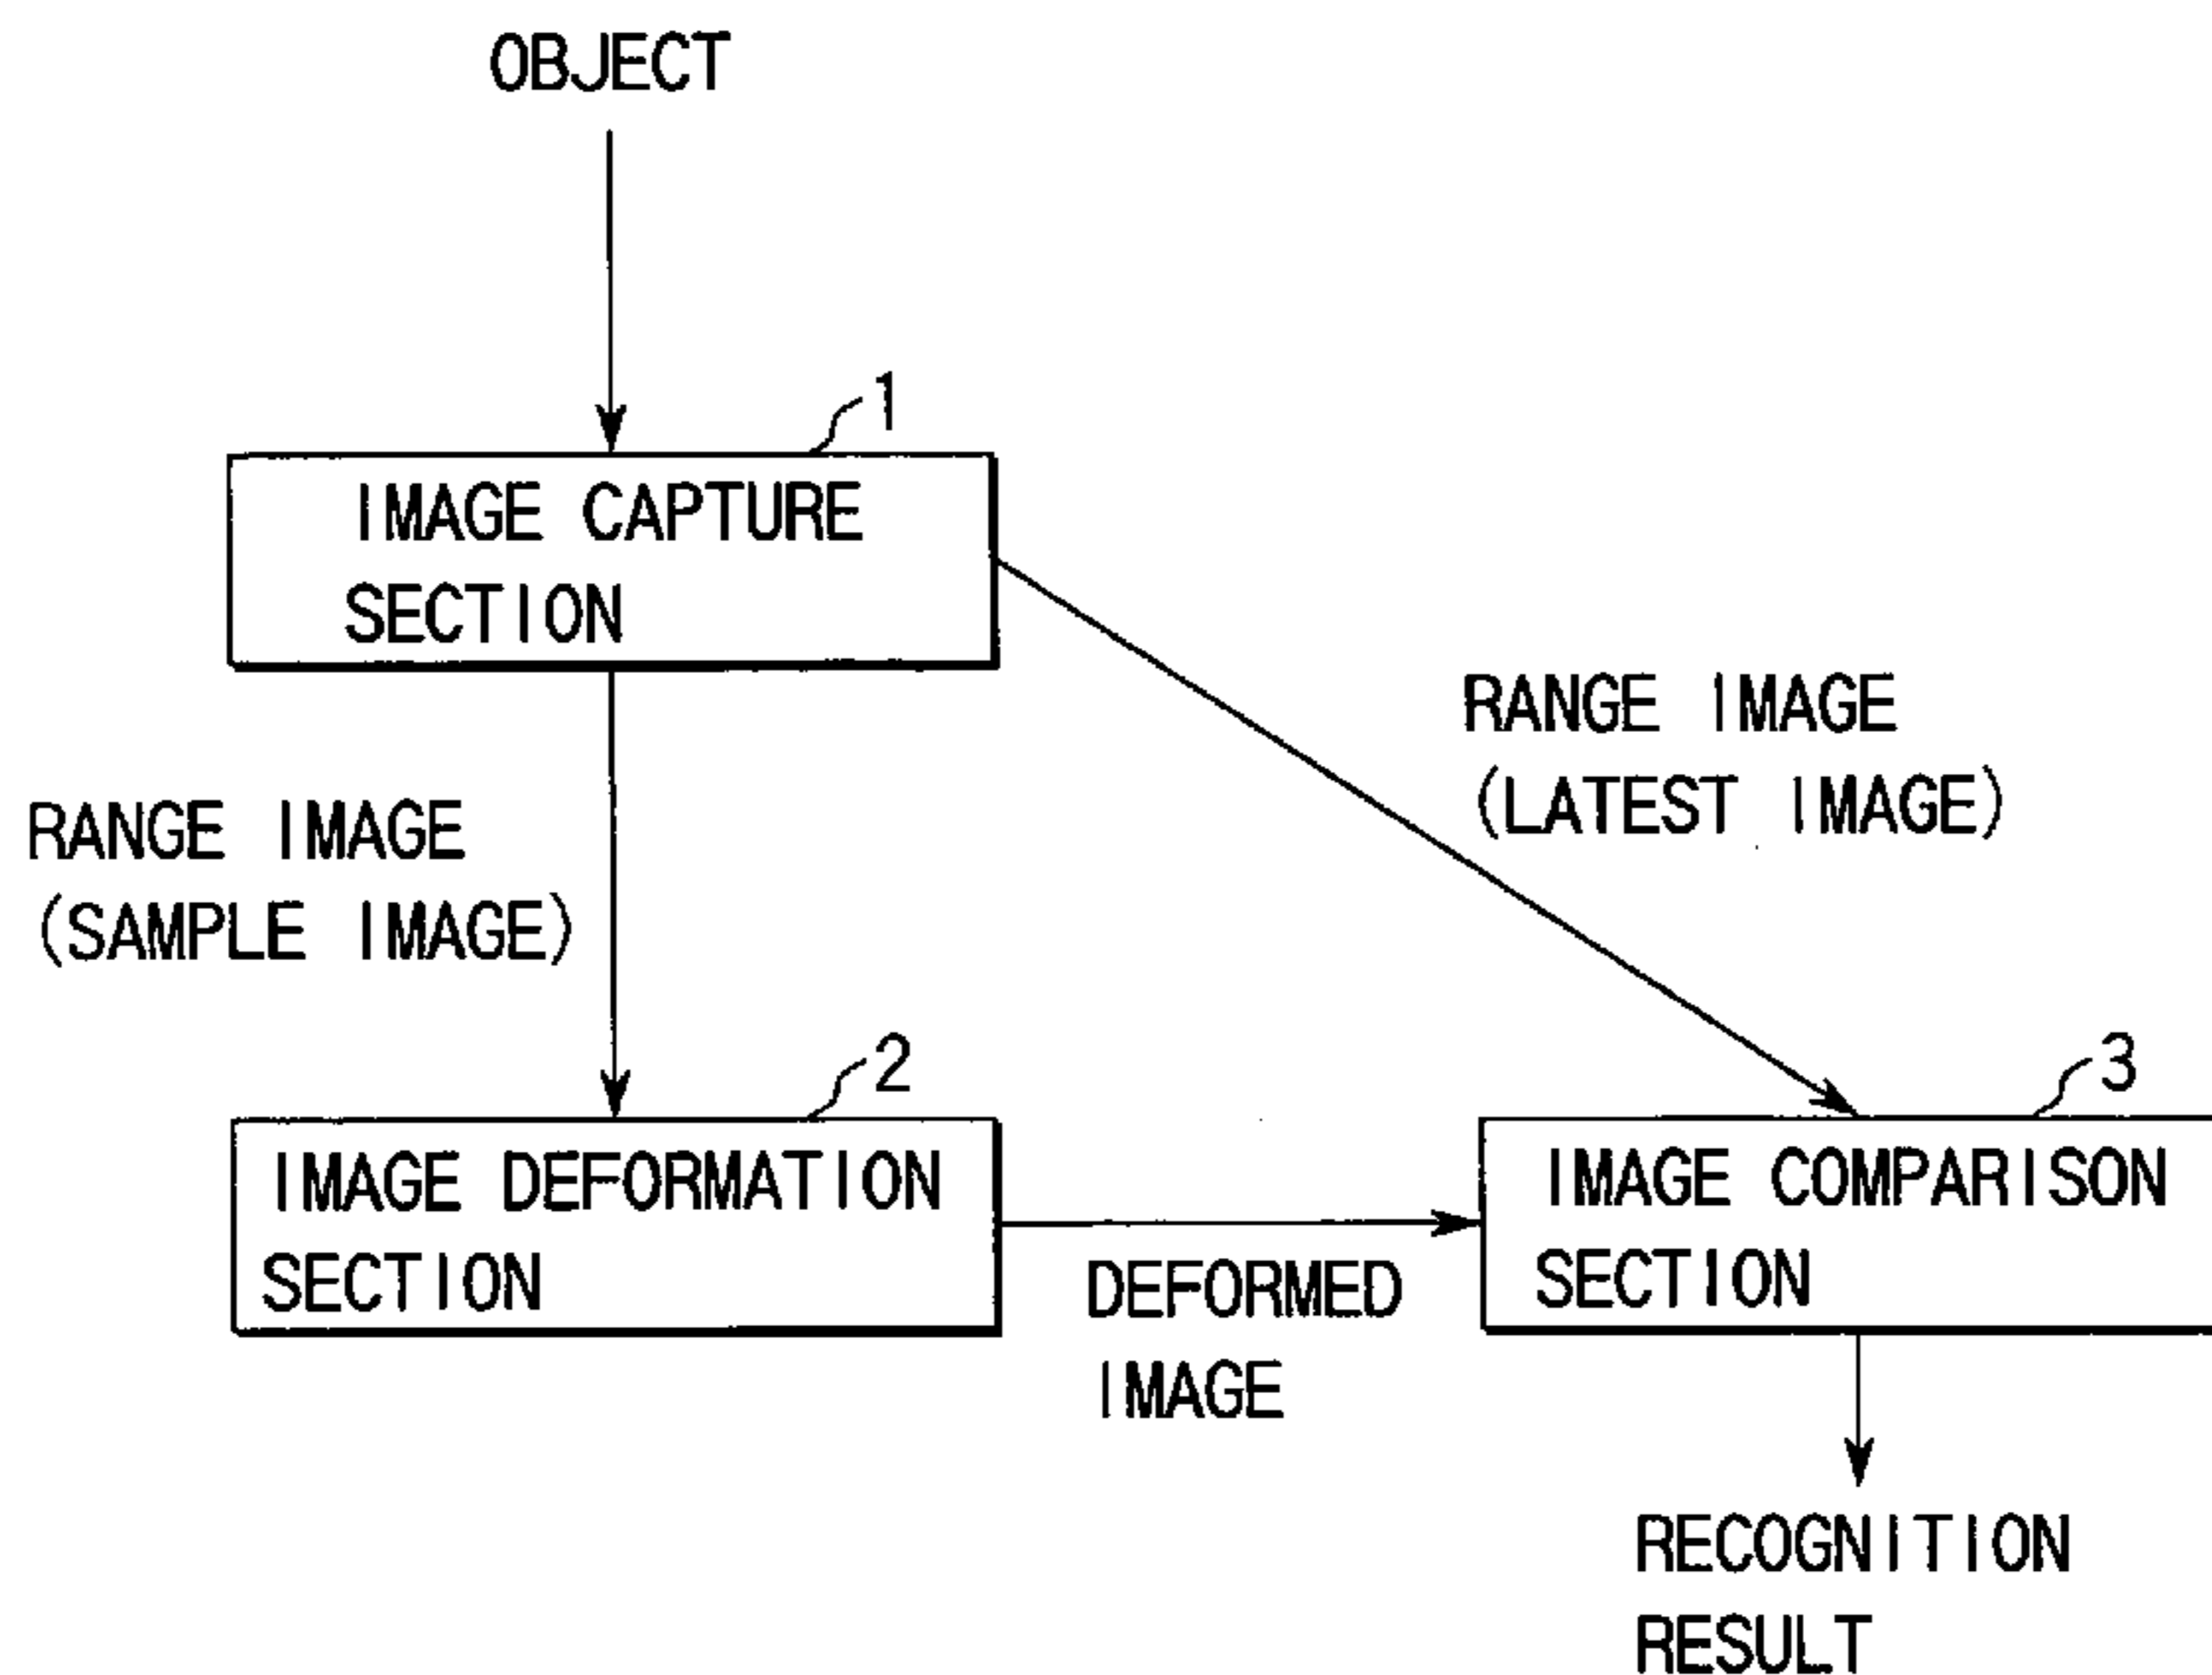 OBJECT
1
IMAGE CAPTURE
SECTION
RANGE IMAGE
(LATEST IMAGE)
RANGE IMAGE
(SAMPLE IMAGE)
2
IMAGE DEFORMATION
SECTION
3
IMAGE COMPARISON
SECTION
DEFORMED
IMAGE
RECOGNITION
RESULT